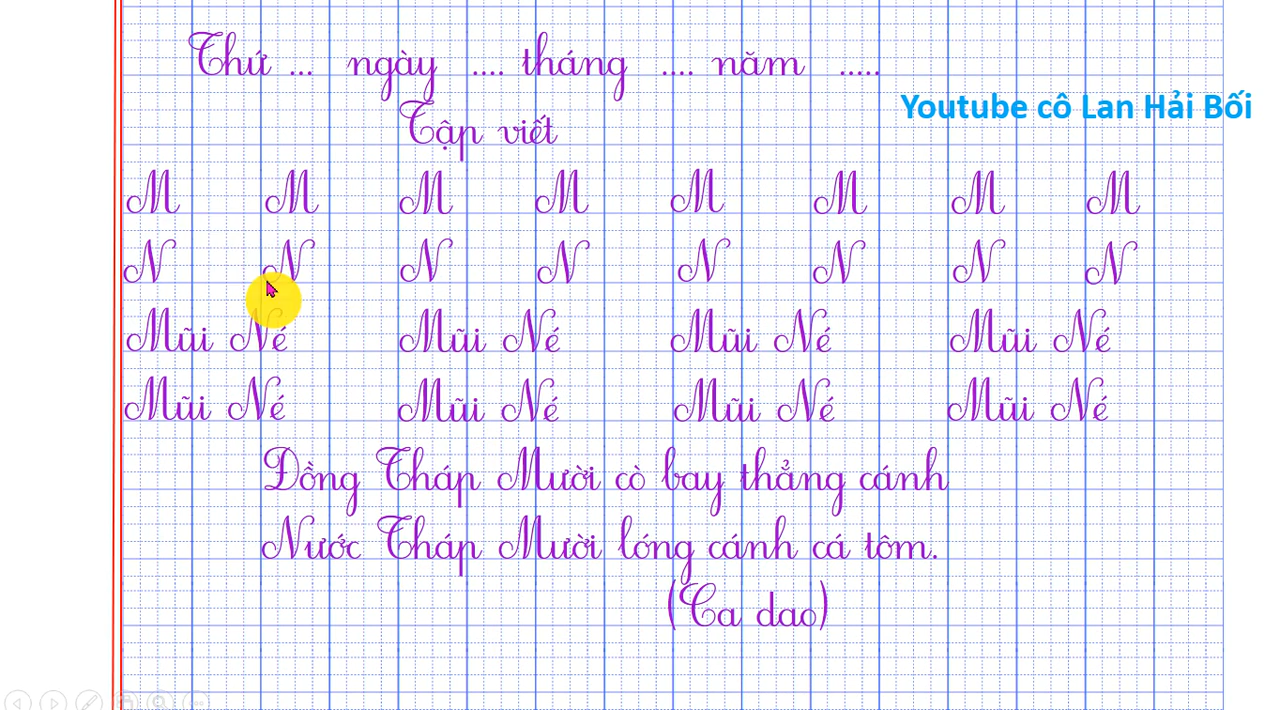 Thứ ... ngày .... tháng .... năm .....
Youtube cô Lan Hải Bối
Tập viết
M M M M M M M M
N N N N N N N N
Mũi Né Mũi Né Mũi Né Mũi Né
Mũi Né Mũi Né Mũi Né Mũi Né
Đồng Tháp Mười cò bay thẳng cánh
Nước Tháp Mười lóng cánh cá tôm.
(Ca dao)